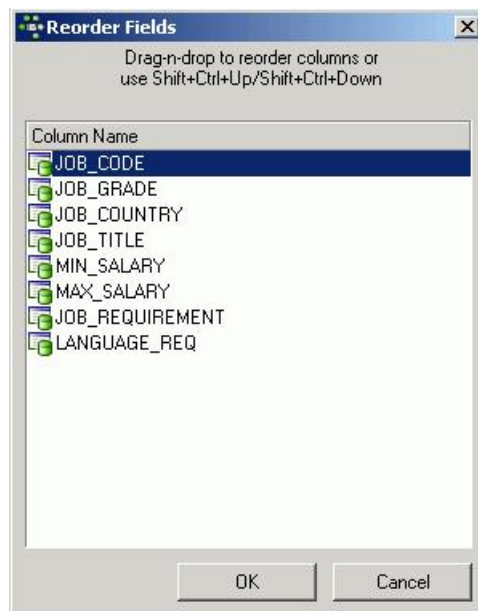 Reorder Fields
Drag-n-drop to reorder columns or
use Shift+Ctrl+Up/Shift+Ctrl+Down
Column Name
JOB_CODE
JOB_GRADE
JOB_COUNTRY
JOB_TITLE
MIN_SALARY
MAX_SALARY
JOB_REQUIREMENT
LANGUAGE_REQ
OK
Cancel